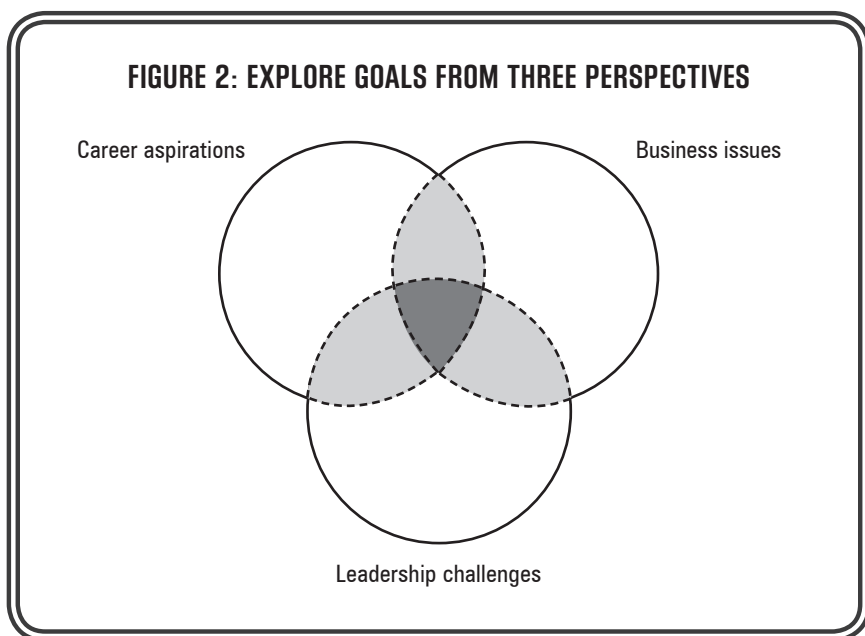 FIGURE 2: EXPLORE GOALS FROM THREE PERSPECTIVES
Career aspirations
Business issues
Leadership challenges